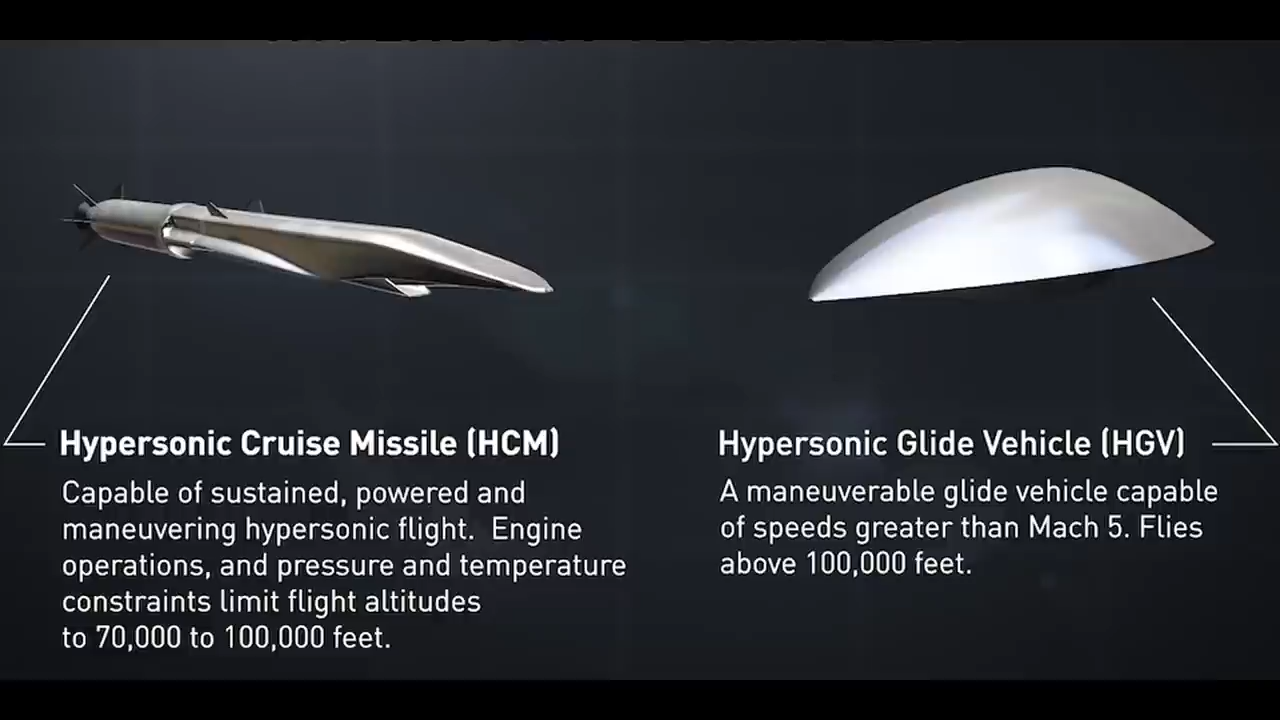 Hypersonic Cruise Missile (HCM)
Capable of sustained, powered and
maneuvering hypersonic flight. Engine
operations, and pressure and temperature
constraints limit flight altitudes
to 70,000 to 100,000 feet.
Hypersonic Glide Vehicle (HGV)
A maneuverable glide vehicle capable
of speeds greater than Mach 5. Flies
above 100,000 feet.